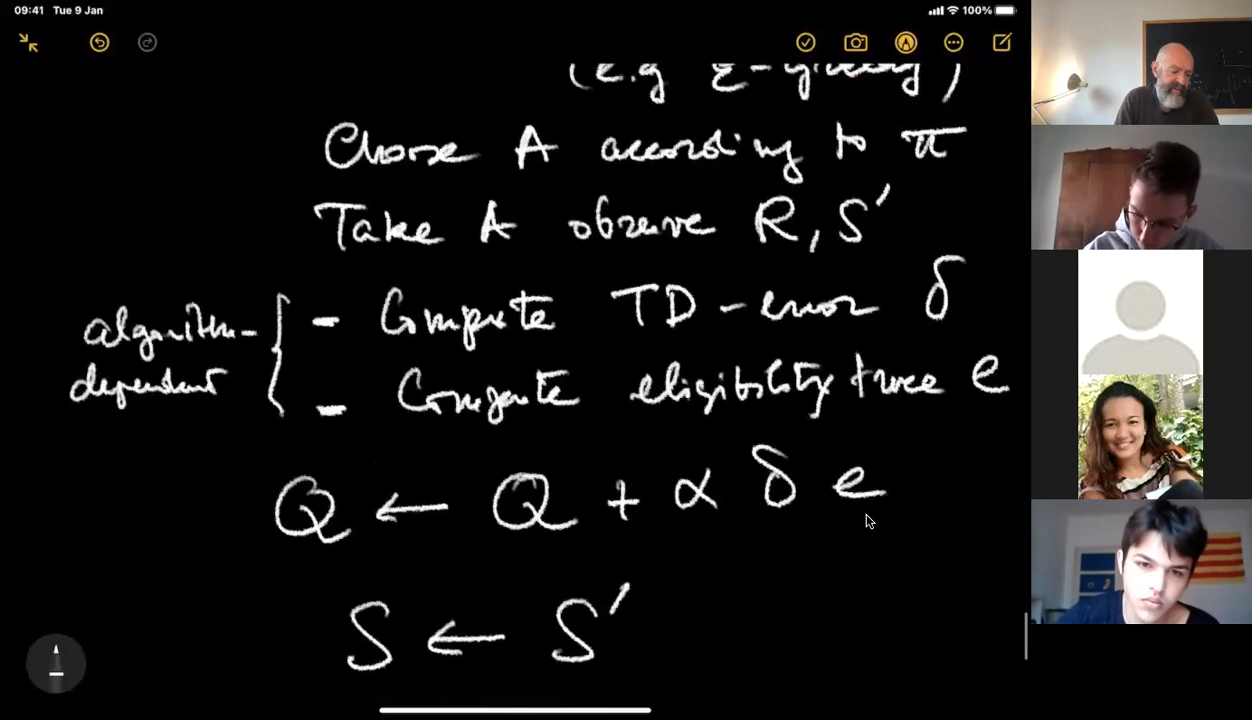 09:41 Tue 9 Jan
100%
(e.g ε-greedy)
Choose A according to π
Take A observe R, S'
algorithm-
dependent
- Compute TD-error δ
- Compute eligibility trace e
Q ← Q + α δ e
S ← S'